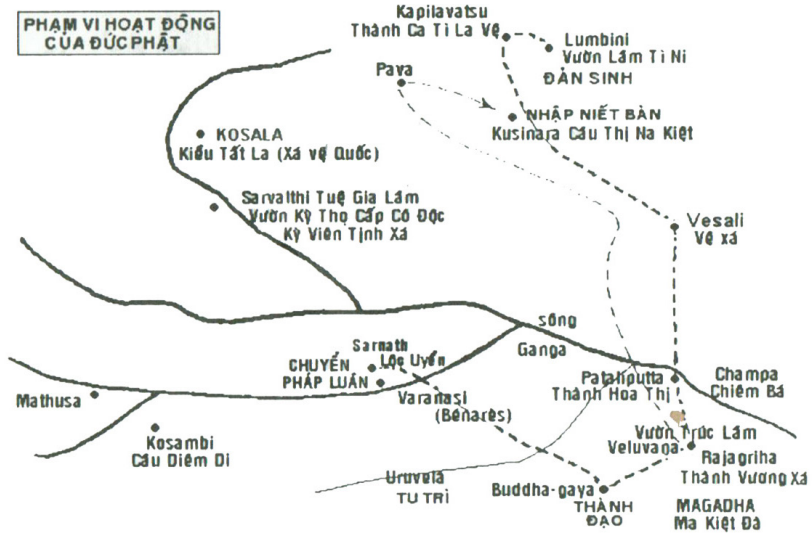 PHẠM VI HOẠT ĐỘNG
CỦA ĐỨC PHẬT
Kapilavatsu
Thành Ca Tì La Vệ
Lumbini
Vườn Lâm Tì Ni
ĐẢN SINH
Pava
NHẬP NIẾT BÀN
Kusinara Câu Thị Na Kiệt
KOSALA
Kiều Tất La (Xá vệ Quốc)
Sarvatthi Tuệ Gia Lâm
Vườn Kỳ Thọ Cấp Cô Độc
Kỳ Viên Tịnh Xá
Vesali
Vệ xá
sông
Ganga
Sarnath
Lộc Uyển
CHUYỂN
PHÁP LUÂN
Varanasi
(Bénarès)
Pataliputta
Thành Hoa Thị
Champa
Chiêm Bá
Mathusa
Kosambi
Câu Diêm Di
Vườn Trúc Lâm
Veluvana
Rajagriha
Thành Vương Xá
Uruvela
TU TRÌ
Buddha-gaya
THÀNH
ĐẠO
MAGADHA
Ma Kiệt Đà